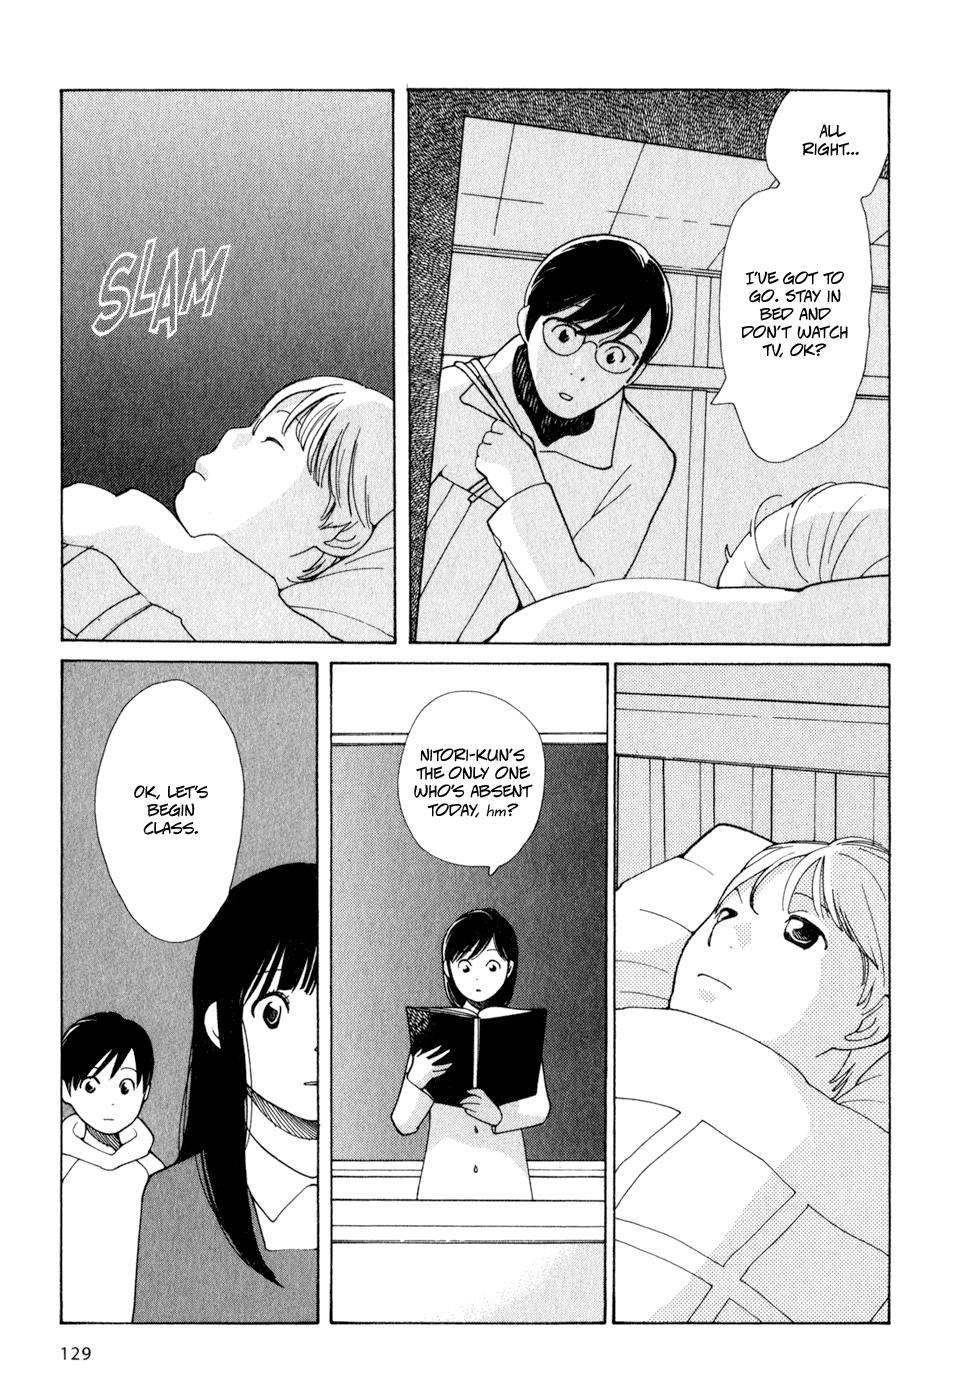 ALL
RIGHT...
I'VE GOT TO
GO. STAY IN
BED AND
DON'T WATCH
TV, OK?
SLAM
NITORI-KUN'S
THE ONLY ONE
WHO'S ABSENT
TODAY, hm?
OK, LET'S
BEGIN
CLASS.
129